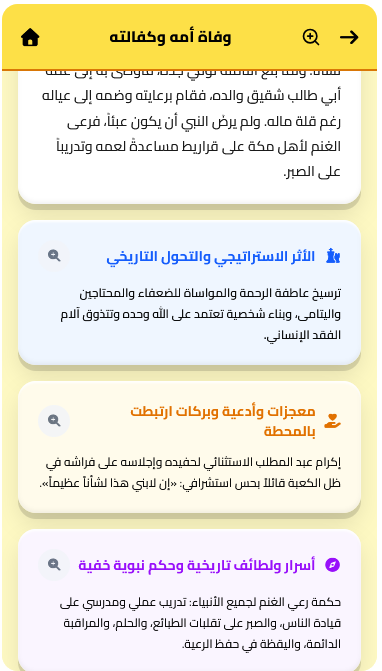 وفاة أمه وكفالته
أبي طالب شقيق والده، فقام برعايته وضمه إلى عياله
رغم قلة ماله. ولم يرضَ النبي أن يكون عبئاً، فرعى
الغنم لأهل مكة على قراريط مساعدةً لعمه وتدريباً
على الصبر.
الأثر الاستراتيجي والتحول التاريخي
ترسيخ عاطفة الرحمة والمواساة للضعفاء والمحتاجين
واليتامى، وبناء شخصية تعتمد على الله وحده وتتذوق آلام
الفقد الإنساني.
معجزات وأدعية وبركات ارتبطت
بالمحطة
إكرام عبد المطلب الاستثنائي لحفيده وإجلاسه على فراشه في
ظل الكعبة قائلاً بحس استشرافي: «إن لابني هذا لشأناً عظيماً».
أسرار ولطائف تاريخية وحكم نبوية خفية
حكمة رعي الغنم لجميع الأنبياء: تدريب عملي ومدرسي على
قيادة الناس، والصبر على تقلبات الطبائع، والحلم، والمراقبة
الدائمة، واليقظة في حفظ الرعية.